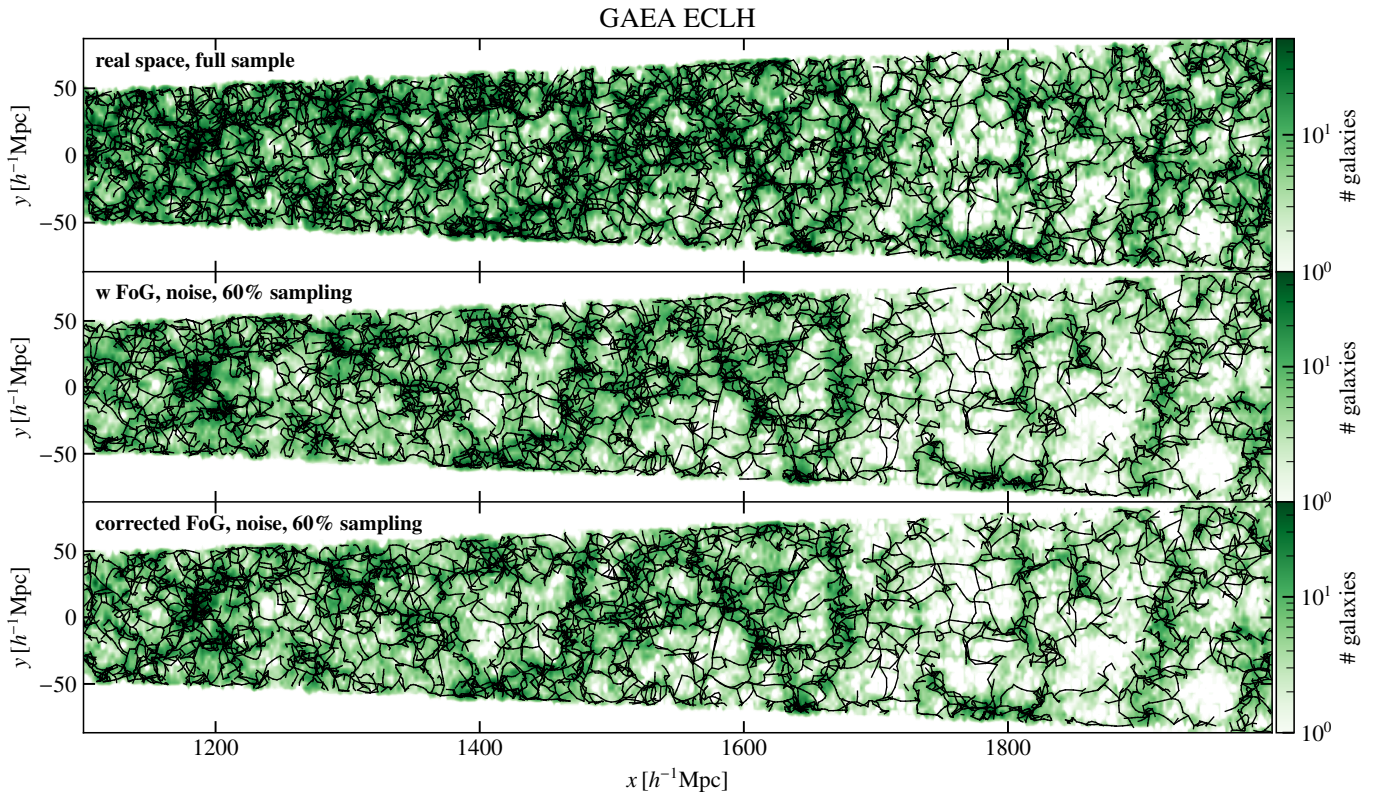 GAEA ECLH
real space, full sample
50
0
−50
y [h⁻¹Mpc]
10¹
10⁰
# galaxies
w FoG, noise, 60% sampling
50
0
−50
y [h⁻¹Mpc]
10¹
10⁰
# galaxies
corrected FoG, noise, 60% sampling
50
0
−50
y [h⁻¹Mpc]
10¹
10⁰
# galaxies
1200 1400 1600 1800
x [h⁻¹Mpc]